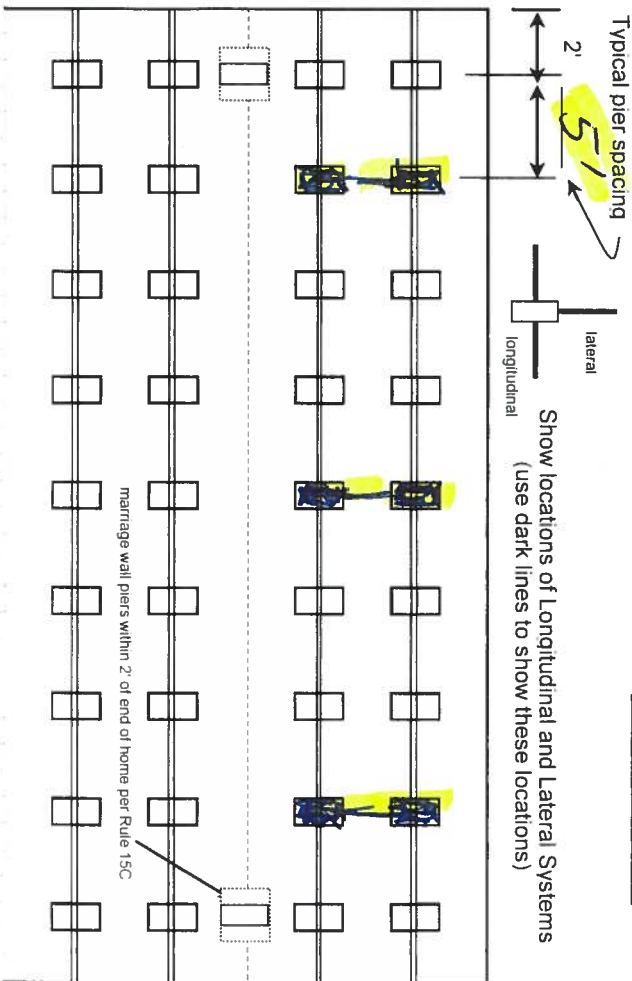 Typical pier spacing
2'
5'
lateral
longitudinal
Show locations of Longitudinal and Lateral Systems
(use dark lines to show these locations)
marriage wall piers within 2' of end of home per Rule 15C